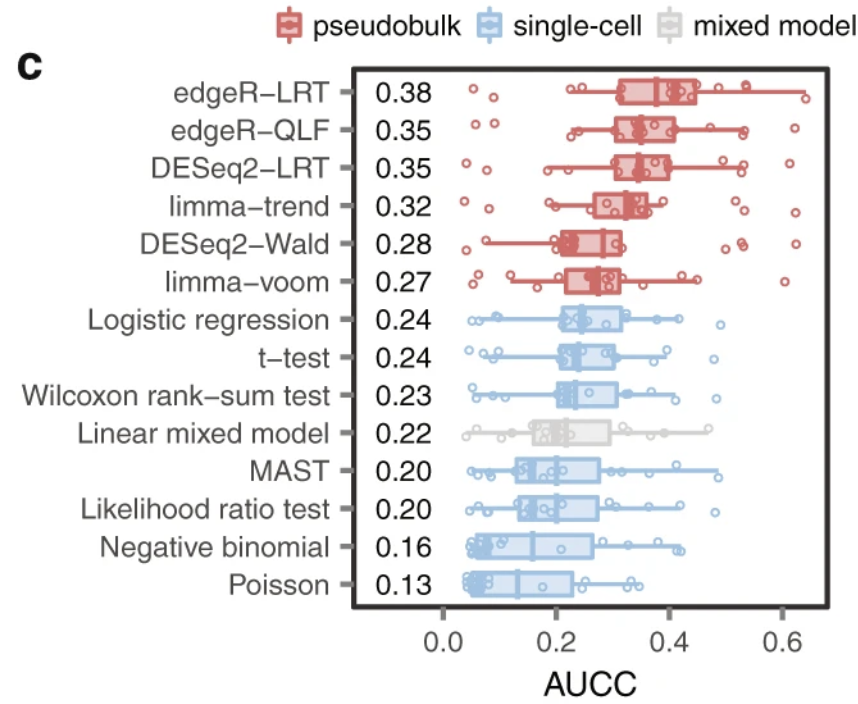 pseudobulk single-cell mixed model
c
edgeR−LRT 0.38
edgeR−QLF 0.35
DESeq2−LRT 0.35
limma−trend 0.32
DESeq2−Wald 0.28
limma−voom 0.27
Logistic regression 0.24
t−test 0.24
Wilcoxon rank−sum test 0.23
Linear mixed model 0.22
MAST 0.20
Likelihood ratio test 0.20
Negative binomial 0.16
Poisson 0.13
0.0 0.2 0.4 0.6
AUCC